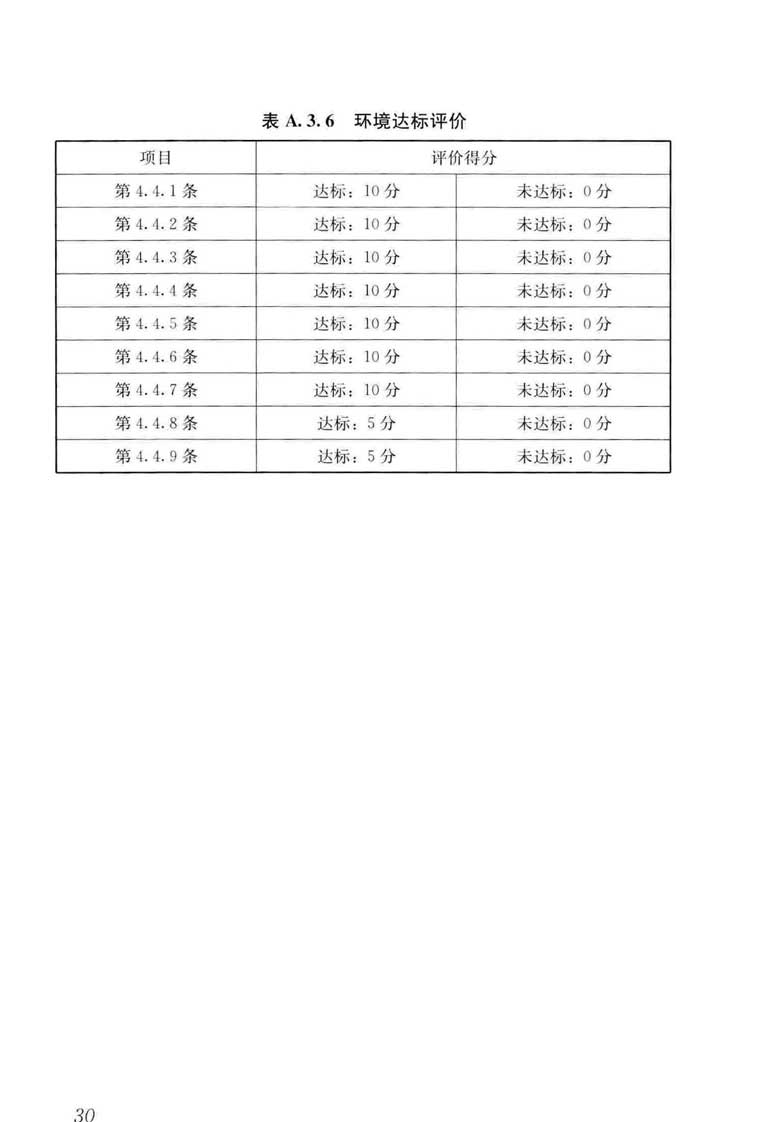 表 A.3.6 环境达标评价
项目 评价得分
第 4.4.1 条 达标：10 分 未达标：0 分
第 4.4.2 条 达标：10 分 未达标：0 分
第 4.4.3 条 达标：10 分 未达标：0 分
第 4.4.4 条 达标：10 分 未达标：0 分
第 4.4.5 条 达标：10 分 未达标：0 分
第 4.4.6 条 达标：10 分 未达标：0 分
第 4.4.7 条 达标：10 分 未达标：0 分
第 4.4.8 条 达标：5 分 未达标：0 分
第 4.4.9 条 达标：5 分 未达标：0 分
30